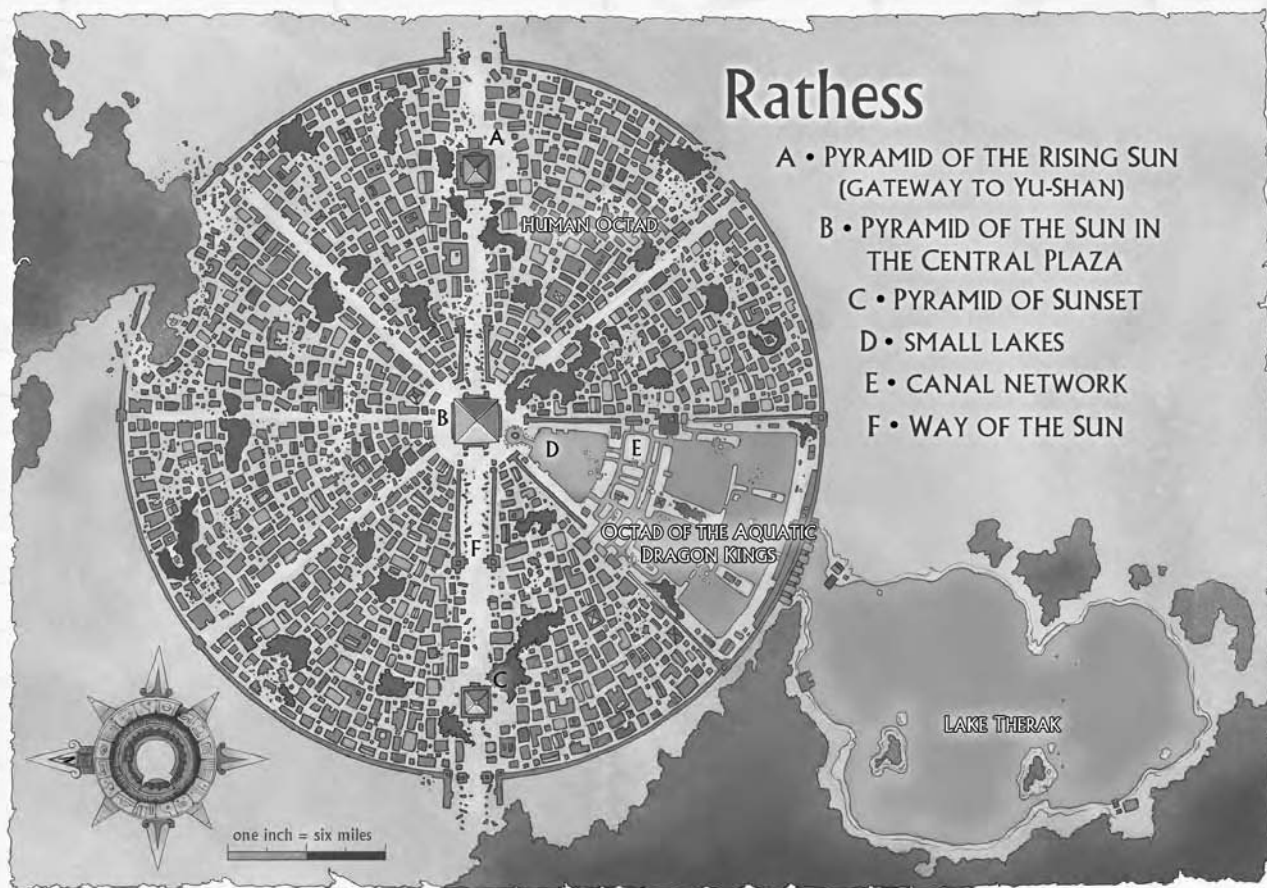 Rathess
A • PYRAMID OF THE RISING SUN
(GATEWAY TO YU-SHAN)
B • PYRAMID OF THE SUN IN
THE CENTRAL PLAZA
C • PYRAMID OF SUNSET
D • SMALL LAKES
E • CANAL NETWORK
F • WAY OF THE SUN
A
HUMAN OCTAD
B
D
E
OCTAD OF THE AQUATIC
DRAGON KINGS
F
C
LAKE THERAK
one inch = six miles